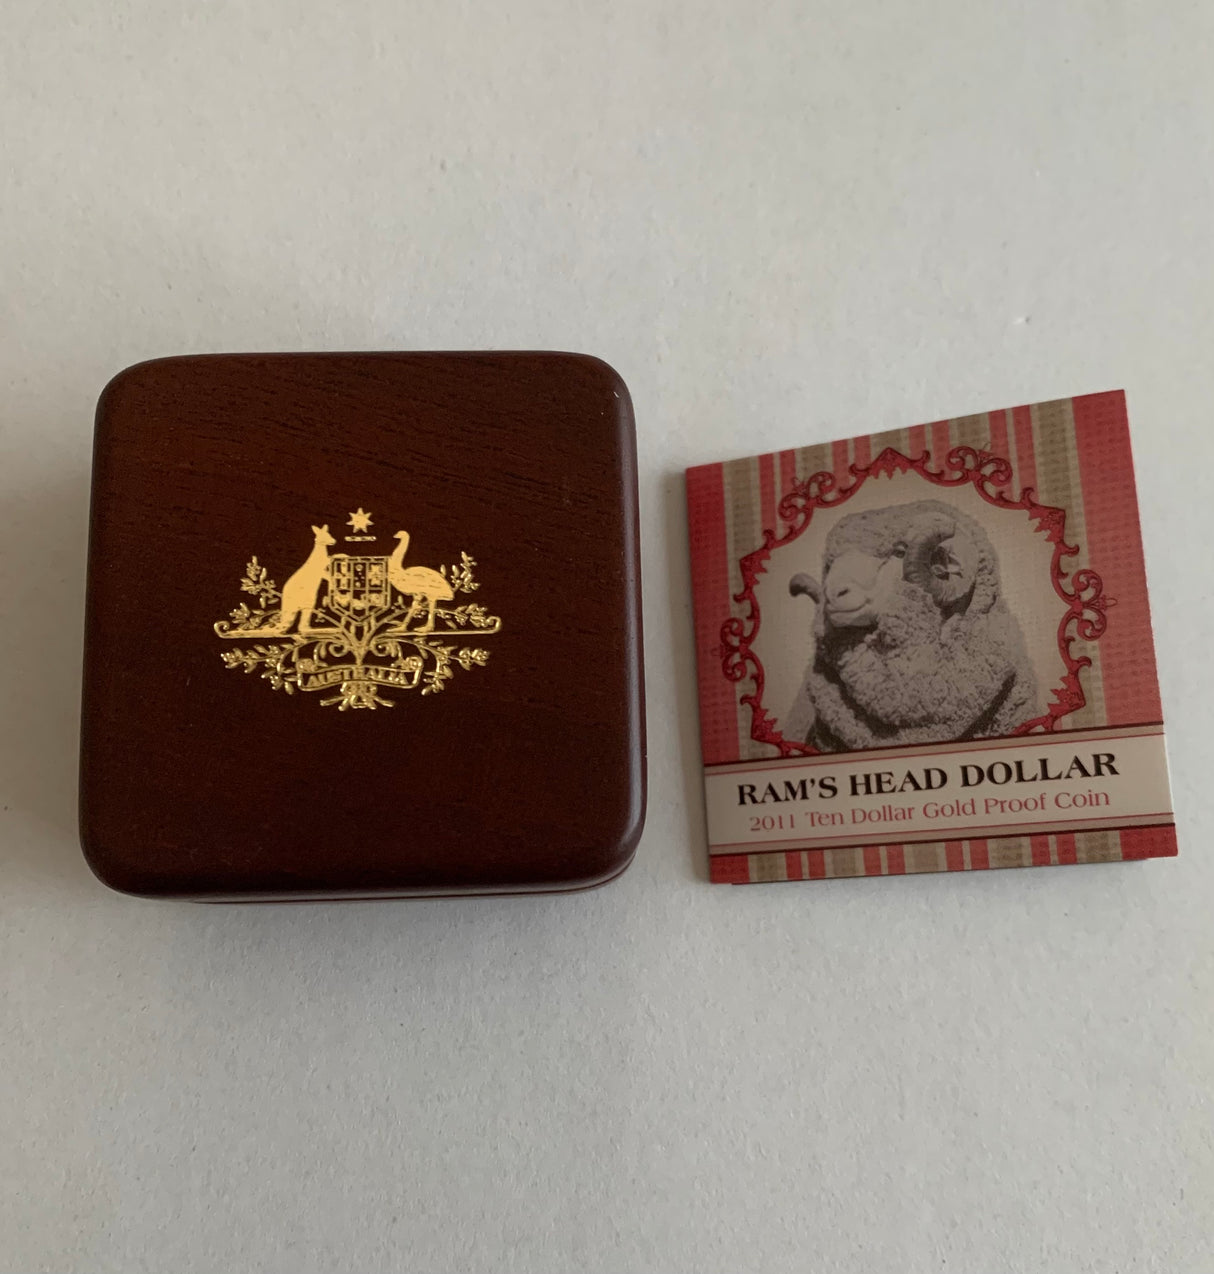 AUSTRALIA
RAM'S HEAD DOLLAR
2011 Ten Dollar Gold Proof Coin